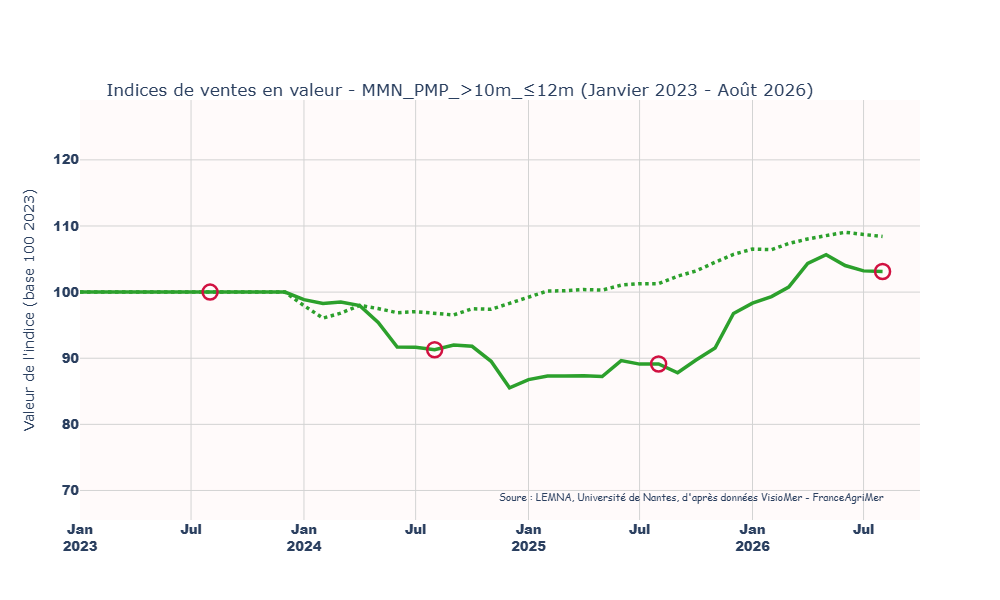 Indices de ventes en valeur - MMN_PMP_>10m_≤12m (Janvier 2023 - Août 2026)
Valeur de l'indice (base 100 2023)
120
110
100
90
80
70
Soure : LEMNA, Université de Nantes, d'après données VisioMer - FranceAgriMer
Jan Jul Jan Jul Jan Jul Jan Jul
2023 2024 2025 2026